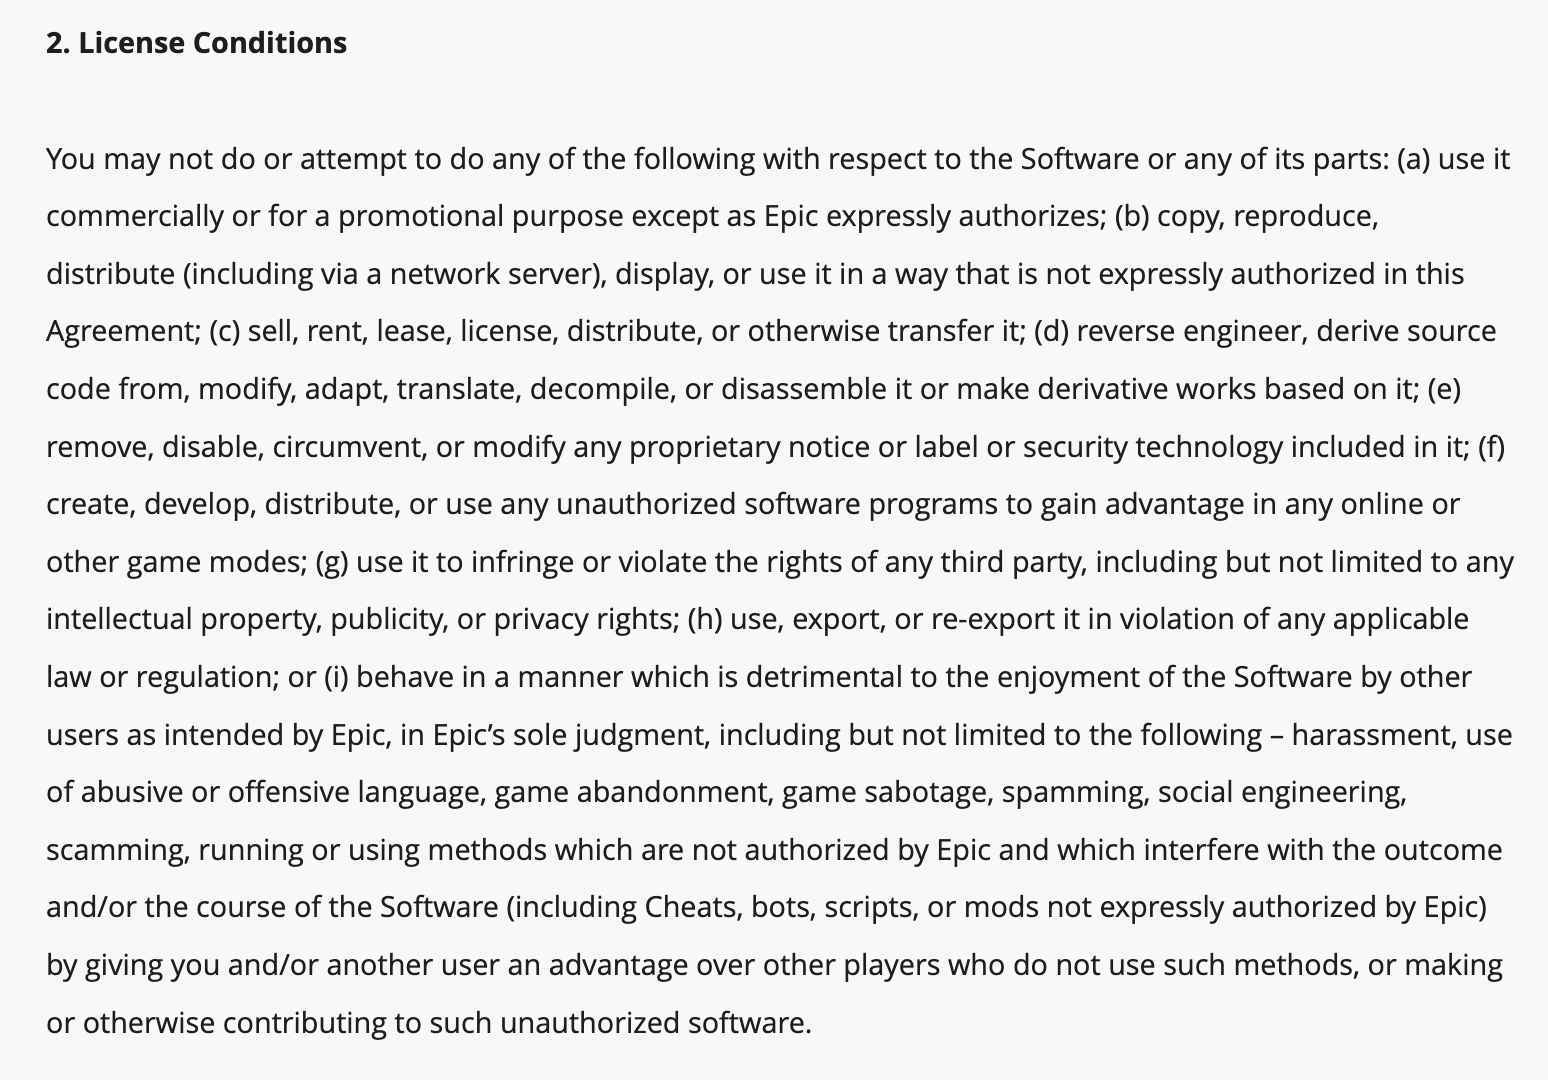 2. License Conditions
You may not do or attempt to do any of the following with respect to the Software or any of its parts: (a) use it
commercially or for a promotional purpose except as Epic expressly authorizes; (b) copy, reproduce,
distribute (including via a network server), display, or use it in a way that is not expressly authorized in this
Agreement; (c) sell, rent, lease, license, distribute, or otherwise transfer it; (d) reverse engineer, derive source
code from, modify, adapt, translate, decompile, or disassemble it or make derivative works based on it; (e)
remove, disable, circumvent, or modify any proprietary notice or label or security technology included in it; (f)
create, develop, distribute, or use any unauthorized software programs to gain advantage in any online or
other game modes; (g) use it to infringe or violate the rights of any third party, including but not limited to any
intellectual property, publicity, or privacy rights; (h) use, export, or re-export it in violation of any applicable
law or regulation; or (i) behave in a manner which is detrimental to the enjoyment of the Software by other
users as intended by Epic, in Epic’s sole judgment, including but not limited to the following – harassment, use
of abusive or offensive language, game abandonment, game sabotage, spamming, social engineering,
scamming, running or using methods which are not authorized by Epic and which interfere with the outcome
and/or the course of the Software (including Cheats, bots, scripts, or mods not expressly authorized by Epic)
by giving you and/or another user an advantage over other players who do not use such methods, or making
or otherwise contributing to such unauthorized software.